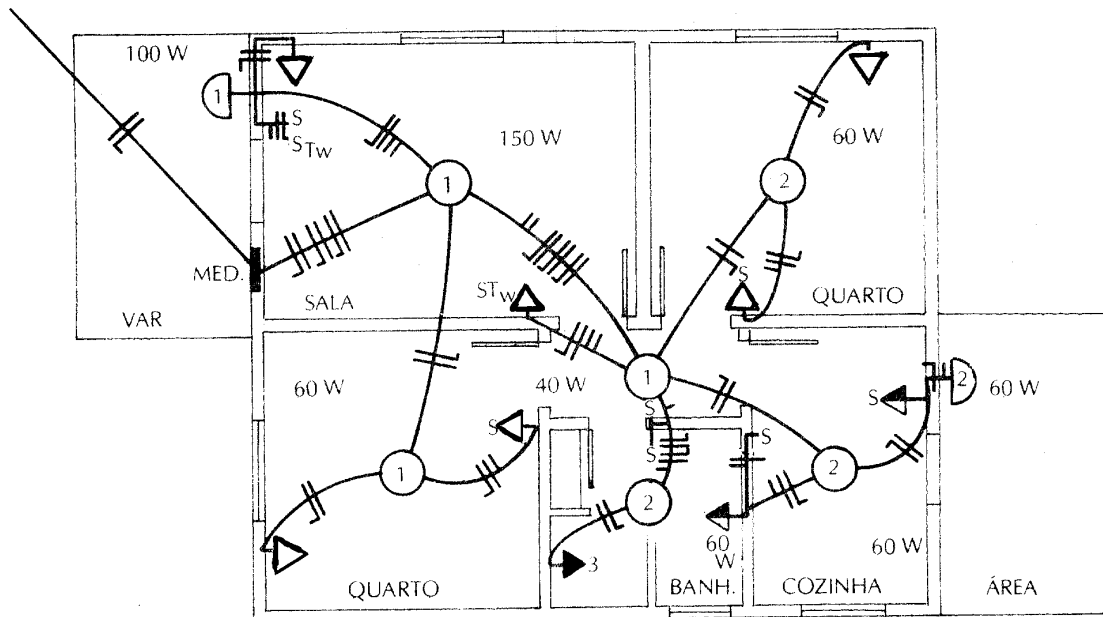 100 W
1
S
S TW
150 W
60 W
1
2
MED.
SALA
STW
S
QUARTO
VAR
60 W
40 W
1
2
60 W
S
S
S
S
S
1
2
2
3
60
W
60 W
QUARTO
BANH.
COZINHA
ÁREA